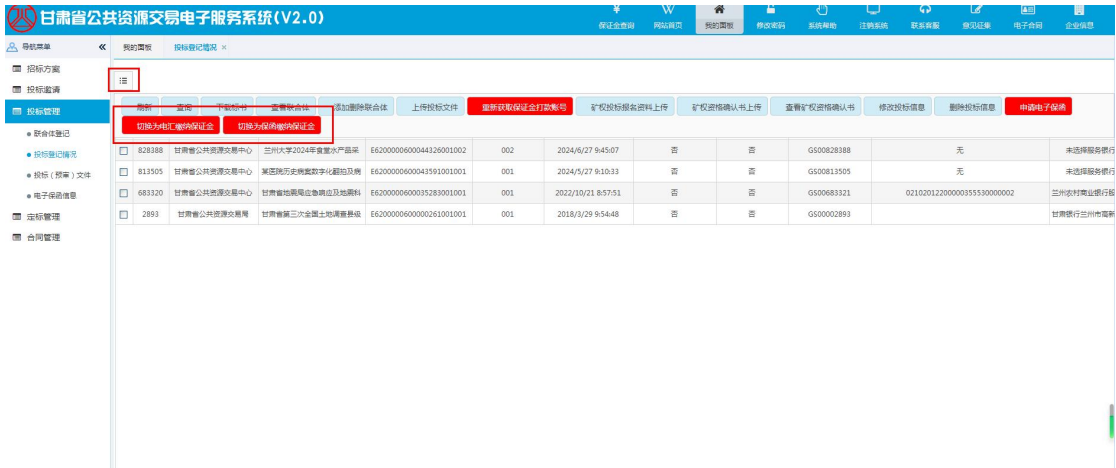 甘肃省公共资源交易电子服务系统(V2.0)
保证金查询 网站首页 我的面板 修改密码 系统帮助 注销系统 联系客服 意见征集 电子合同 企业信息
导航菜单 «
我的面板 投标登记情况 ×
招标方案
投标邀请
投标管理
联合体登记
投标登记情况
投标（预审）文件
电子保函信息
定标管理
合同管理
刷新 查询 下载标书 查看联合体 添加删除联合体 上传投标文件 重新获取保证金打款账号 矿权投标报名资料上传 矿权资格确认书上传 查看矿权资格确认书 修改投标信息 删除投标信息 申请电子保函
切换为电汇缴纳保证金 切换为保函缴纳保证金
828388 甘肃省公共资源交易中心 兰州大学2024年食堂水产品采 E6200000600044326001002 002 2024/6/27 9:45:07 否 否 GS00828388 无 未选择服务银行
813505 甘肃省公共资源交易中心 某医院历史病案数字化翻拍及病 E6200000600043591001001 001 2024/5/27 9:10:33 否 否 GS00813505 无 未选择服务银行
683320 甘肃省公共资源交易中心 甘肃省地震局应急响应及地震科 E6200000600035283001001 001 2022/10/21 8:57:51 否 否 GS00683321 02102012200000355530000002 兰州农村商业银行股
2893 甘肃省公共资源交易局 甘肃省第三次全国土地调查县级 E6200000600000261001001 001 2018/3/29 9:54:48 否 否 GS00002893 甘肃银行兰州市高新